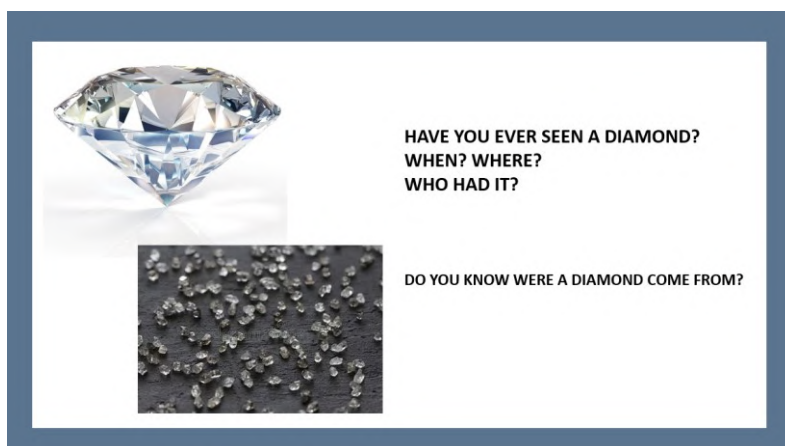 HAVE YOU EVER SEEN A DIAMOND?
WHEN? WHERE?
WHO HAD IT?
DO YOU KNOW WERE A DIAMOND COME FROM?